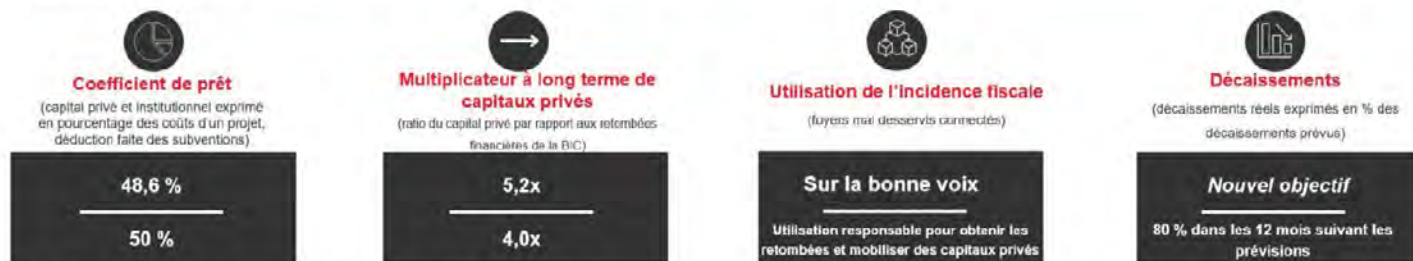 Coefficient de prêt
(capital privé et institutionnel exprimé
en pourcentage des coûts d'un projet,
déduction faite des subventions)
48,6 %
50 %
Multiplicateur à long terme de
capitaux privés
(ratio du capital privé par rapport aux retombées
financières de la BIC)
5,2x
4,0x
Utilisation de l'incidence fiscale
(foyers mal desservis connectés)
Sur la bonne voix
Utilisation responsable pour obtenir les
retombées et mobiliser des capitaux privés
Décaissements
(décaissements réels exprimés en % des
décaissements prévus)
Nouvel objectif
80 % dans les 12 mois suivant les
prévisions